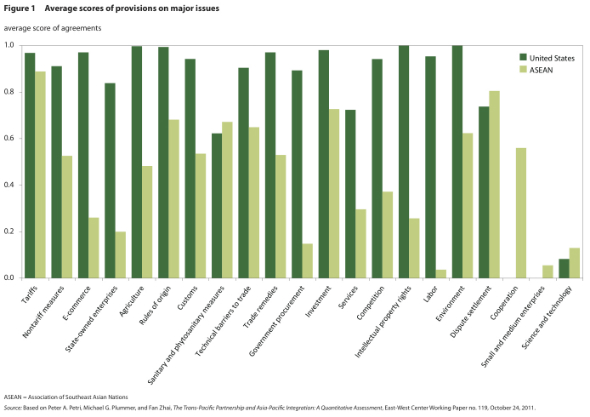 Figure 1 Average scores of provisions on major issues
average score of agreements
1.0
0.8
0.6
0.4
0.2
0.0
United States
ASEAN
Tariffs
Nontariff measures
E-commerce
State-owned enterprises
Agriculture
Rules of origin
Customs
Sanitary and phytosanitary measures
Technical barriers to trade
Trade remedies
Government procurement
Investment
Services
Competition
Intellectual property rights
Labor
Environment
Dispute settlement
Cooperation
Small and medium enterprises
Science and technology
ASEAN = Association of Southeast Asian Nations
Source: Based on Peter A. Petri, Michael G. Plummer, and Fan Zhai, The Trans-Pacific Partnership and Asia-Pacific Integration: A Quantitative Assessment, East-West Center Working Paper no. 119, October 24, 2011.